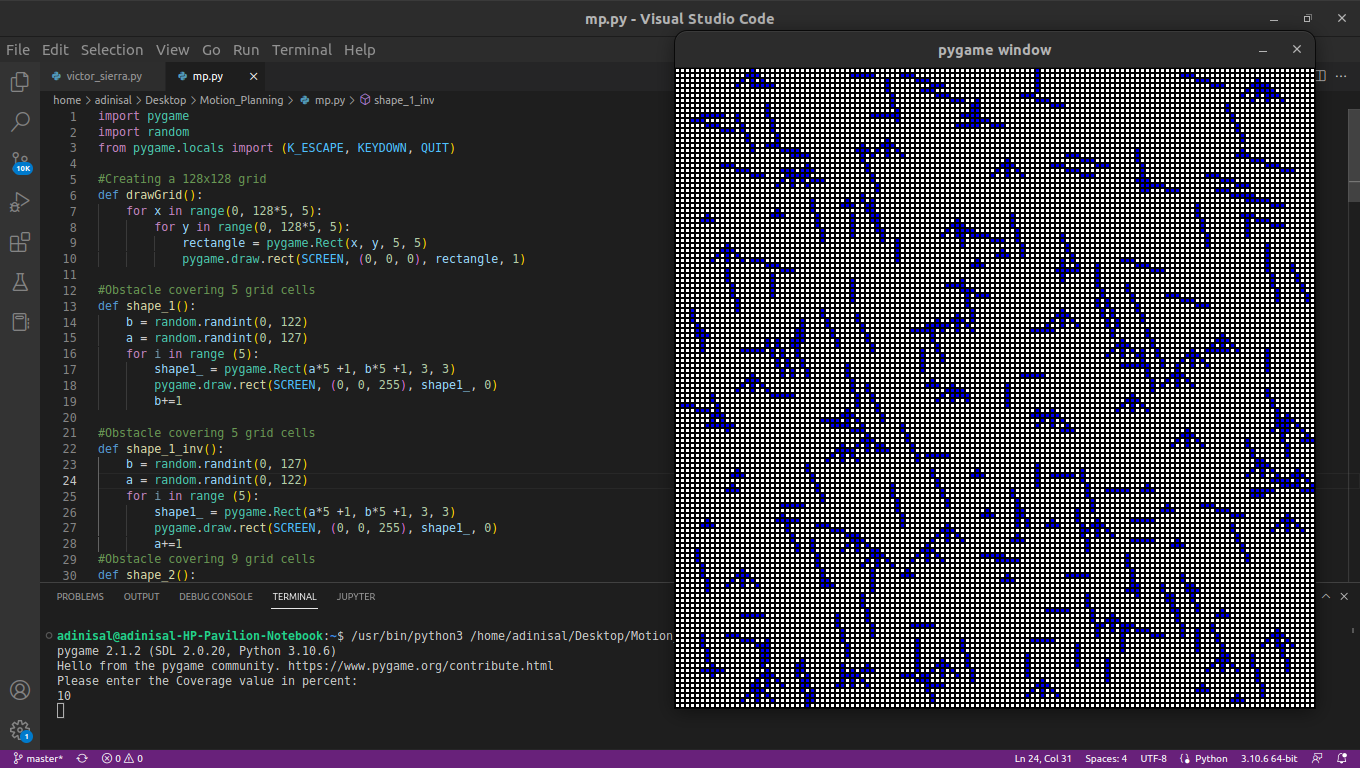 mp.py - Visual Studio Code
File Edit Selection View Go Run Terminal Help
pygame window
victor_sierra.py
mp.py
home > adinisal > Desktop > Motion_Planning > mp.py > shape_1_inv
1 import pygame
2 import random
3 from pygame.locals import (K_ESCAPE, KEYDOWN, QUIT)
4
5 #Creating a 128x128 grid
6 def drawGrid():
7 for x in range(0, 128*5, 5):
8 for y in range(0, 128*5, 5):
9 rectangle = pygame.Rect(x, y, 5, 5)
10 pygame.draw.rect(SCREEN, (0, 0, 0), rectangle, 1)
11
12 #Obstacle covering 5 grid cells
13 def shape_1():
14 b = random.randint(0, 122)
15 a = random.randint(0, 127)
16 for i in range (5):
17 shape1_ = pygame.Rect(a*5 +1, b*5 +1, 3, 3)
18 pygame.draw.rect(SCREEN, (0, 0, 255), shape1_, 0)
19 b+=1
20
21 #Obstacle covering 5 grid cells
22 def shape_1_inv():
23 b = random.randint(0, 127)
24 a = random.randint(0, 122)
25 for i in range (5):
26 shape1_ = pygame.Rect(a*5 +1, b*5 +1, 3, 3)
27 pygame.draw.rect(SCREEN, (0, 0, 255), shape1_, 0)
28 a+=1
29 #Obstacle covering 9 grid cells
30 def shape_2():
10K
PROBLEMS OUTPUT DEBUG CONSOLE TERMINAL JUPYTER
adinisal@adinisal-HP-Pavilion-Notebook:~$ /usr/bin/python3 /home/adinisal/Desktop/Motion
pygame 2.1.2 (SDL 2.0.20, Python 3.10.6)
Hello from the pygame community. https://www.pygame.org/contribute.html
Please enter the Coverage value in percent:
10
1
master* 0 0 Ln 24, Col 31 Spaces: 4 UTF-8 Python 3.10.6 64-bit